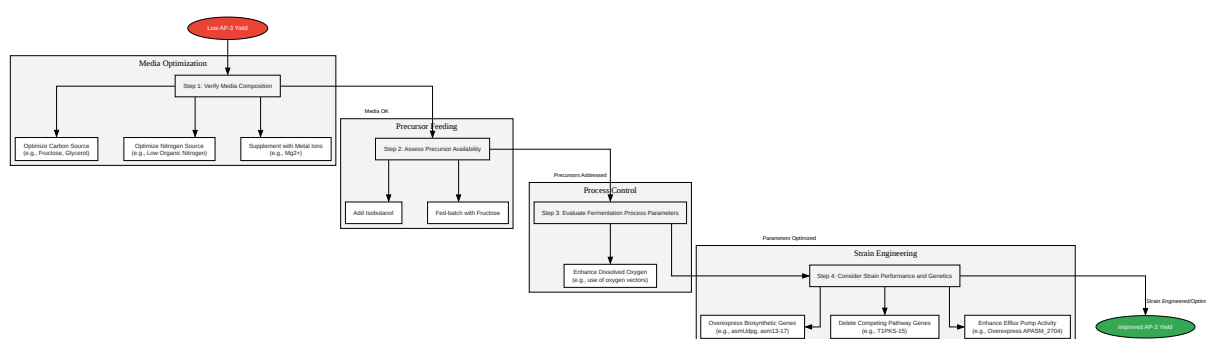 Low AP-3 Yield
Media Optimization
Step 1: Verify Media Composition
Optimize Carbon Source
(e.g., Fructose, Glycerol)
Optimize Nitrogen Source
(e.g., Low Organic Nitrogen)
Supplement with Metal Ions
(e.g., Mg2+)
Media OK
Precursor Feeding
Step 2: Assess Precursor Availability
Add Isobutanol
Fed-batch with Fructose
Precursors Addressed
Process Control
Step 3: Evaluate Fermentation Process Parameters
Enhance Dissolved Oxygen
(e.g., use of oxygen vectors)
Parameters Optimized
Strain Engineering
Step 4: Consider Strain Performance and Genetics
Overexpress Biosynthetic Genes
(e.g., asmUdpg, asm13-17)
Delete Competing Pathway Genes
(e.g., T1PKS-15)
Enhance Efflux Pump Activity
(e.g., Overexpress APASM_2704)
Strain Engineered/Optimi
Improved AP-3 Yield